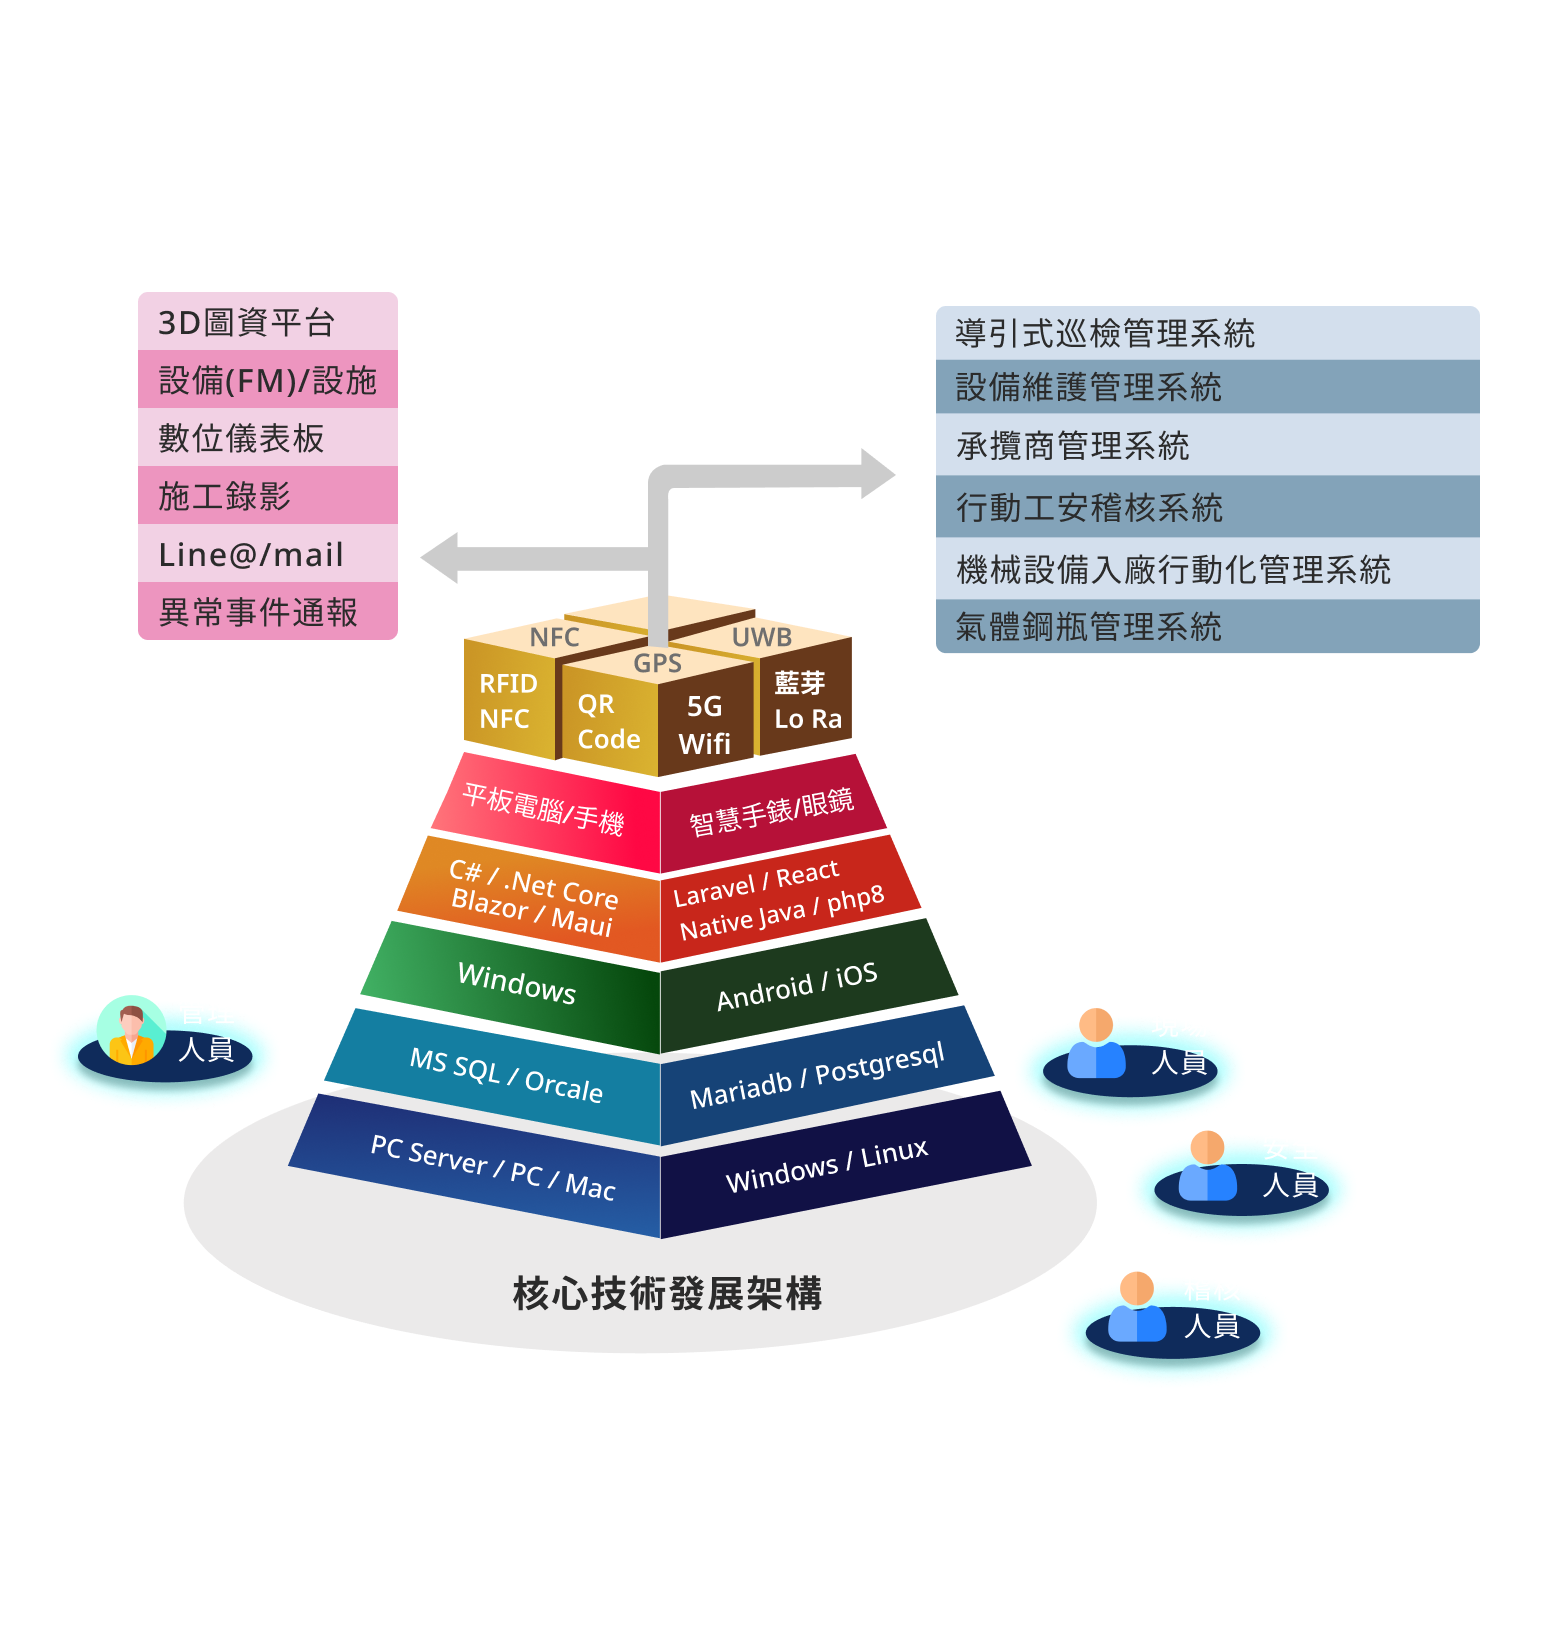 3D圖資平台
設備(FM)/設施
數位儀表板
施工錄影
Line@/mail
異常事件通報
導引式巡檢管理系統
設備維護管理系統
承攬商管理系統
行動工安稽核系統
機械設備入廠行動化管理系統
氣體鋼瓶管理系統
NFC
UWB
GPS
RFID
NFC
QR
Code
5G
Wifi
藍芽
Lo Ra
平板電腦/手機
智慧手錶/眼鏡
C# / .Net Core
Blazor / Maui
Laravel / React
Native Java / php8
Windows
Android / iOS
MS SQL / Orcale
Mariadb / Postgresql
PC Server / PC / Mac
Windows / Linux
核心技術發展架構
管理
人員
人員
人員
稽核
人員